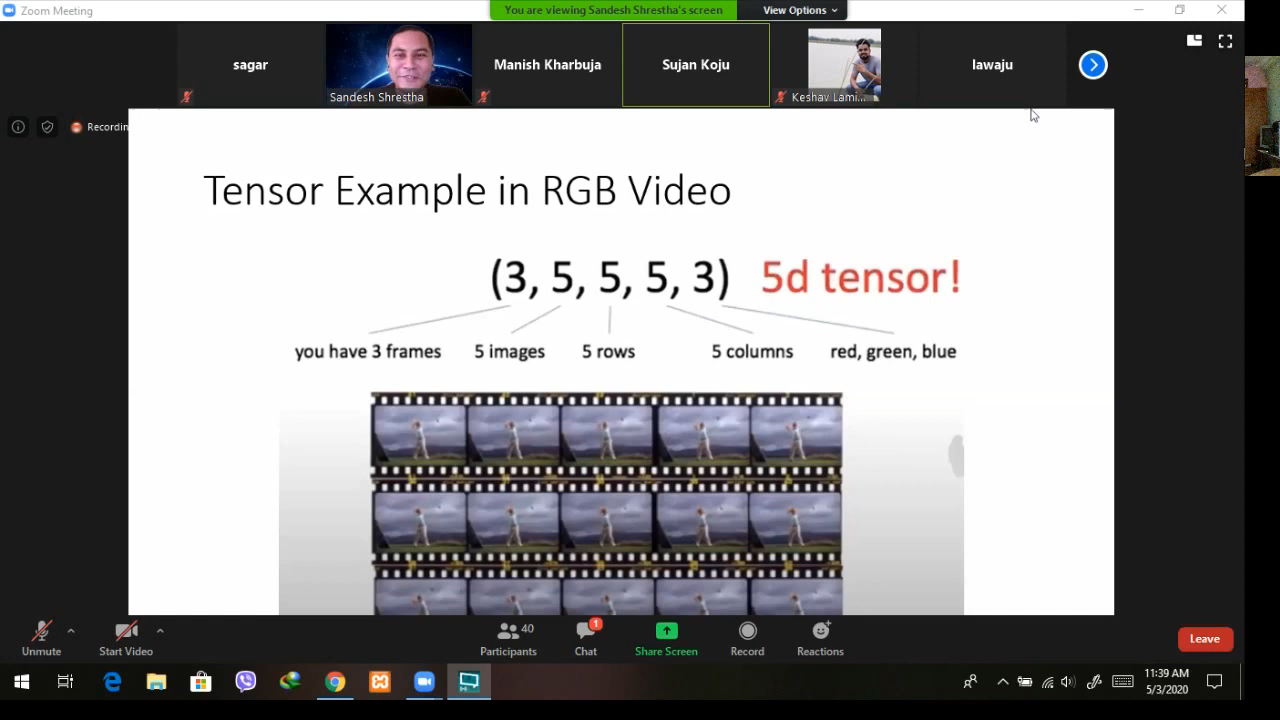 Zoom Meeting
You are viewing Sandesh Shrestha's screen
View Options
sagar
Sandesh Shrestha
Manish Kharbuja
Sujan Koju
Keshav Lami...
lawaju
Recordin
Tensor Example in RGB Video
(3, 5, 5, 5, 3) 5d tensor!
you have 3 frames 5 images 5 rows 5 columns red, green, blue
Unmute
Start Video
40
Participants
1
Chat
Share Screen
Record
Reactions
Leave
11:39 AM
5/3/2020